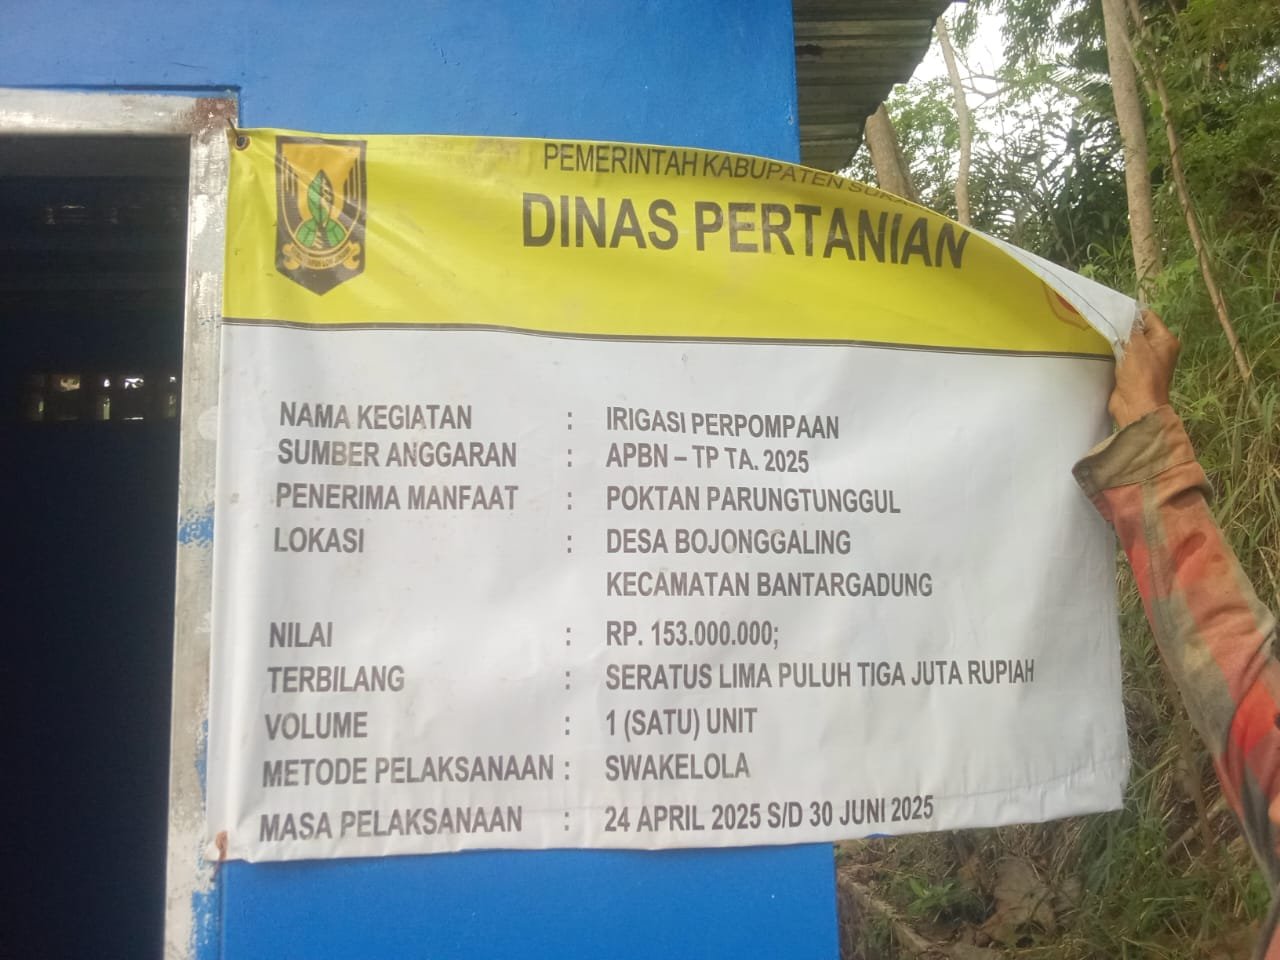 PEMERINTAH KABUPATEN
DINAS PERTANIAN
NAMA KEGIATAN : IRIGASI PERPOMPAAN
SUMBER ANGGARAN : APBN – TP TA. 2025
PENERIMA MANFAAT : POKTAN PARUNGTUNGGUL
LOKASI : DESA BOJONGGALING
KECAMATAN BANTARGADUNG
NILAI : RP. 153.000.000;
TERBILANG : SERATUS LIMA PULUH TIGA JUTA RUPIAH
VOLUME : 1 (SATU) UNIT
METODE PELAKSANAAN : SWAKELOLA
MASA PELAKSANAAN : 24 APRIL 2025 S/D 30 JUNI 2025